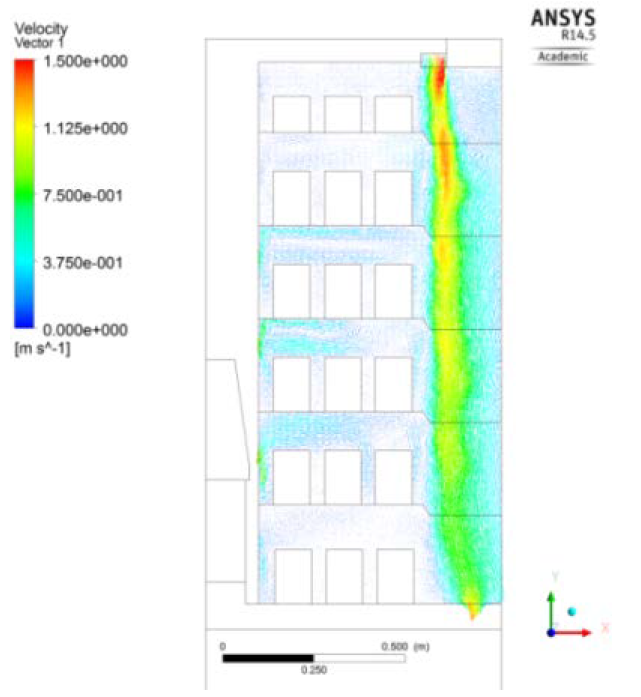 Velocity
Vector 1
1.500e+000
1.125e+000
7.500e-001
3.750e-001
0.000e+000
[m s^-1]
ANSYS
R14.5
Academic
Y
X
0 0.500 (m)
0.250